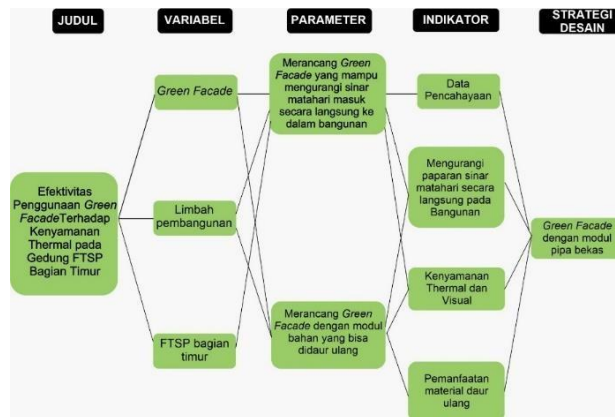 JUDUL
VARIABEL
PARAMETER
INDIKATOR
STRATEGI
DESAIN
Efektivitas
Penggunaan Green
FacadeTerhadap
Kenyamanan
Thermal pada
Gedung FTSP
Bagian Timur
Green Facade
Limbah
pembangunan
FTSP bagian
timur
Merancang Green
Facade yang mampu
mengurangi sinar
matahari masuk
secara langsung ke
dalam bangunan
Merancang Green
Facade dengan modul
bahan yang bisa
didaur ulang
Data
Pencahayaan
Mengurangi
paparan sinar
matahari secara
langsung pada
Bangunan
Kenyamanan
Thermal dan
Visual
Pemanfaatan
material daur
ulang
Green Facade
dengan modul
pipa bekas